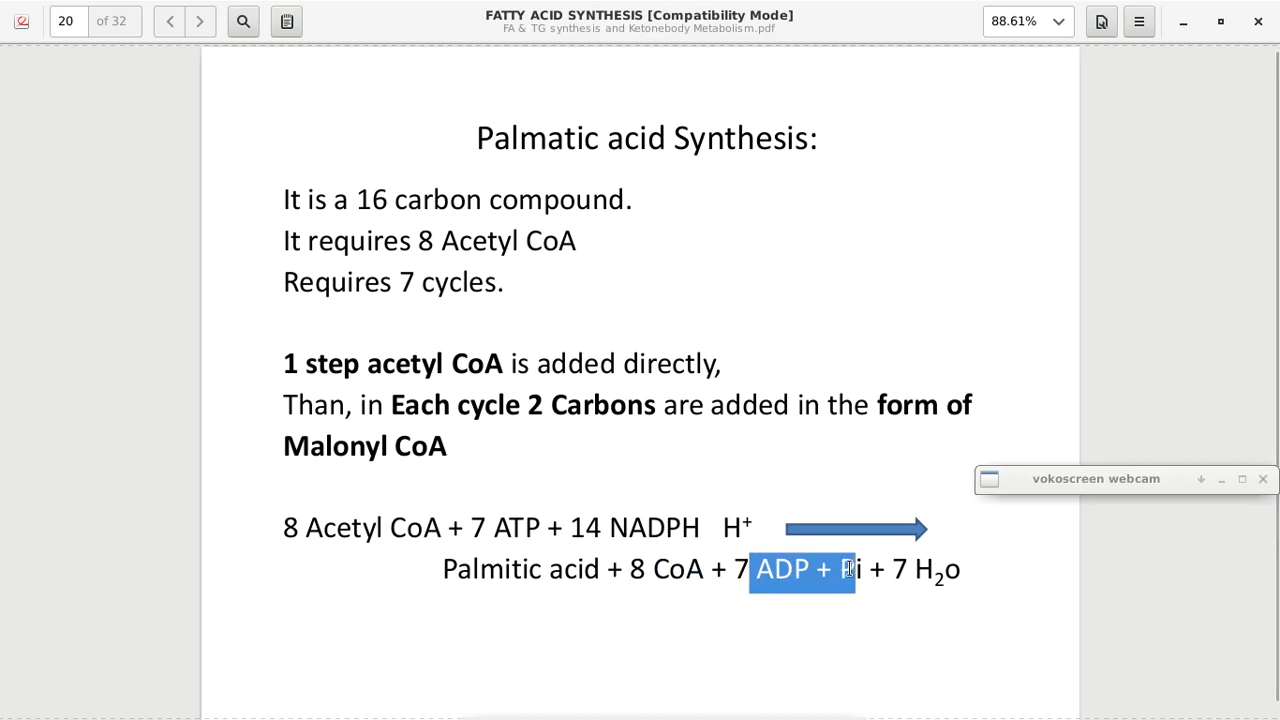 20 of 32
FATTY ACID SYNTHESIS [Compatibility Mode]
FA & TG synthesis and Ketonebody Metabolism.pdf
88.61%
Palmatic acid Synthesis:
It is a 16 carbon compound.
It requires 8 Acetyl CoA
Requires 7 cycles.
1 step acetyl CoA is added directly,
Than, in Each cycle 2 Carbons are added in the form of
Malonyl CoA
vokoscreen webcam
8 Acetyl CoA + 7 ATP + 14 NADPH H⁺
Palmitic acid + 8 CoA + 7 ADP + Pi + 7 H₂o